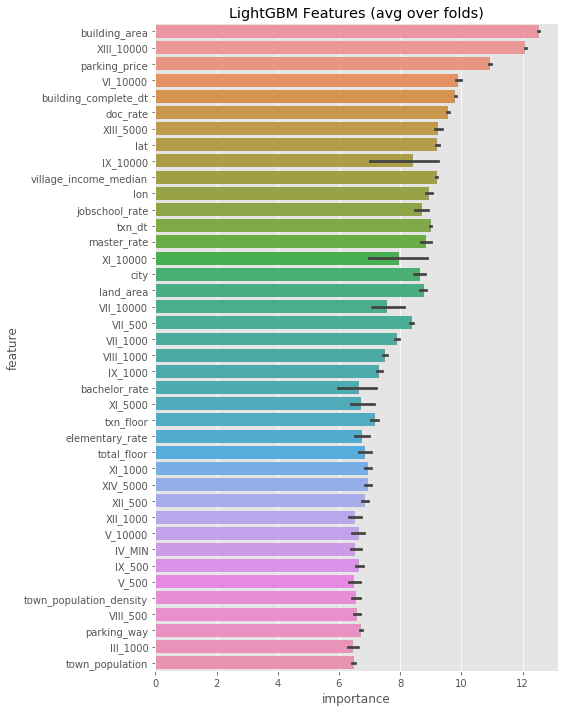 LightGBM Features (avg over folds)
building_area
XIII_10000
parking_price
VI_10000
building_complete_dt
doc_rate
XIII_5000
lat
IX_10000
village_income_median
lon
jobschool_rate
txn_dt
master_rate
XI_10000
city
land_area
VII_10000
VII_500
VII_1000
VIII_1000
IX_1000
bachelor_rate
XI_5000
txn_floor
elementary_rate
total_floor
XI_1000
XIV_5000
XII_500
XII_1000
V_10000
IV_MIN
IX_500
V_500
town_population_density
VIII_500
parking_way
III_1000
town_population
feature
0 2 4 6 8 10 12
importance